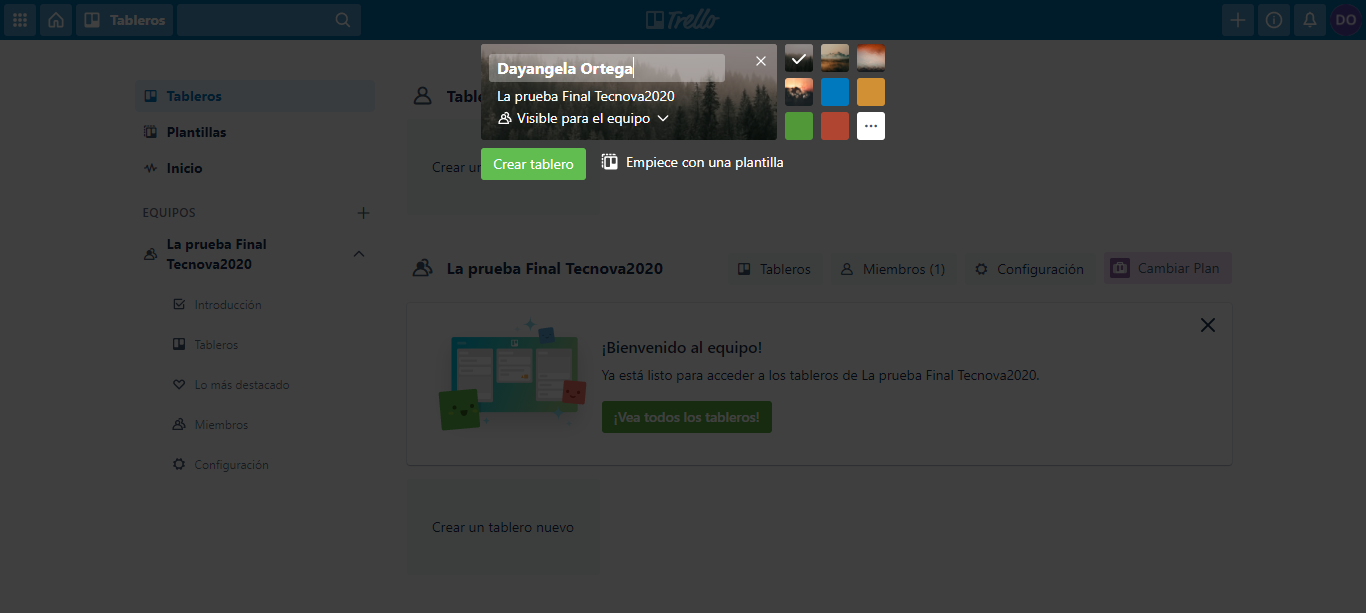 Tableros
Trello
DO
Dayangela Ortega
La prueba Final Tecnova2020
Visible para el equipo
Crear tablero
Empiece con una plantilla
Tableros
Plantillas
Inicio
EQUIPOS
La prueba Final
Tecnova2020
Introducción
Tableros
Lo más destacado
Miembros
Configuración
Crear un
La prueba Final Tecnova2020
Tableros
Miembros (1)
Configuración
Cambiar Plan
¡Bienvenido al equipo!
Ya está listo para acceder a los tableros de La prueba Final Tecnova2020.
¡Vea todos los tableros!
Crear un tablero nuevo